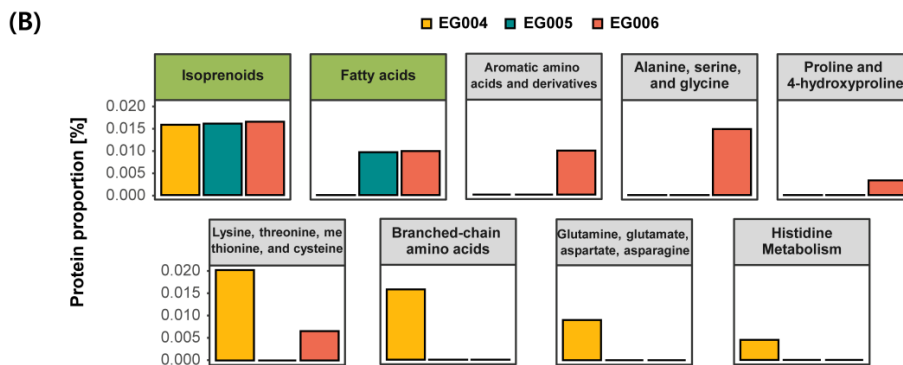 (B)
EG004 EG005 EG006
Isoprenoids
Fatty acids
Aromatic amino
acids and derivatives
Alanine, serine,
and glycine
Proline and
4-hydroxyproline
Protein proportion [%]
0.020
0.015
0.010
0.005
0.000
Lysine, threonine, me
thionine, and cysteine
Branched-chain
amino acids
Glutamine, glutamate,
aspartate, asparagine
Histidine
Metabolism
0.020
0.015
0.010
0.005
0.000